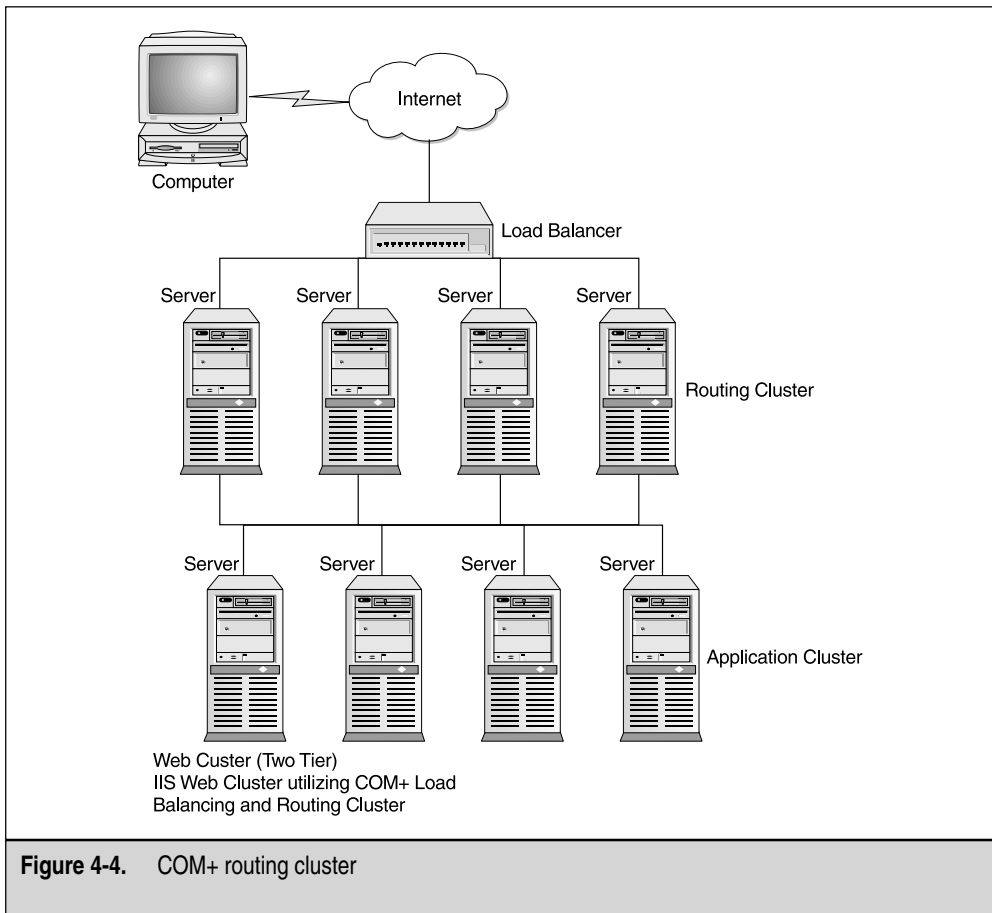 Internet
Computer
Load Balancer
Server
Server
Server
Server
Routing Cluster
Server
Server
Server
Server
Application Cluster
Web Custer (Two Tier)
IIS Web Cluster utilizing COM+ Load
Balancing and Routing Cluster
Figure 4-4. COM+ routing cluster